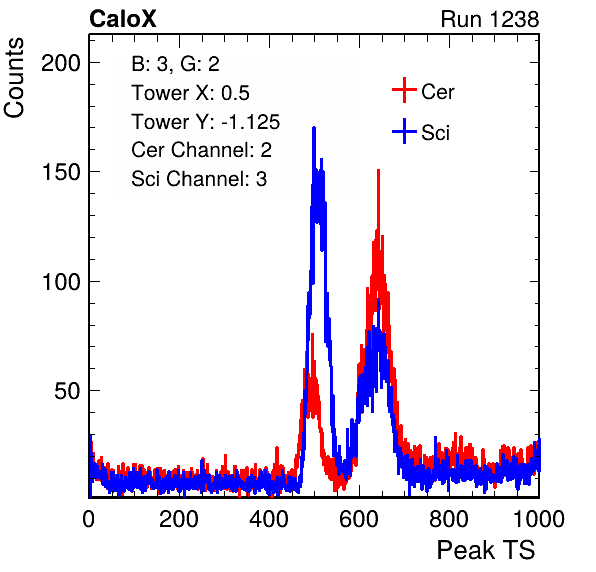 CaloX Run 1238
B: 3, G: 2
Tower X: 0.5
Tower Y: -1.125
Cer Channel: 2
Sci Channel: 3
Cer
Sci
Counts
200
150
100
50
0 200 400 600 800 1000
Peak TS